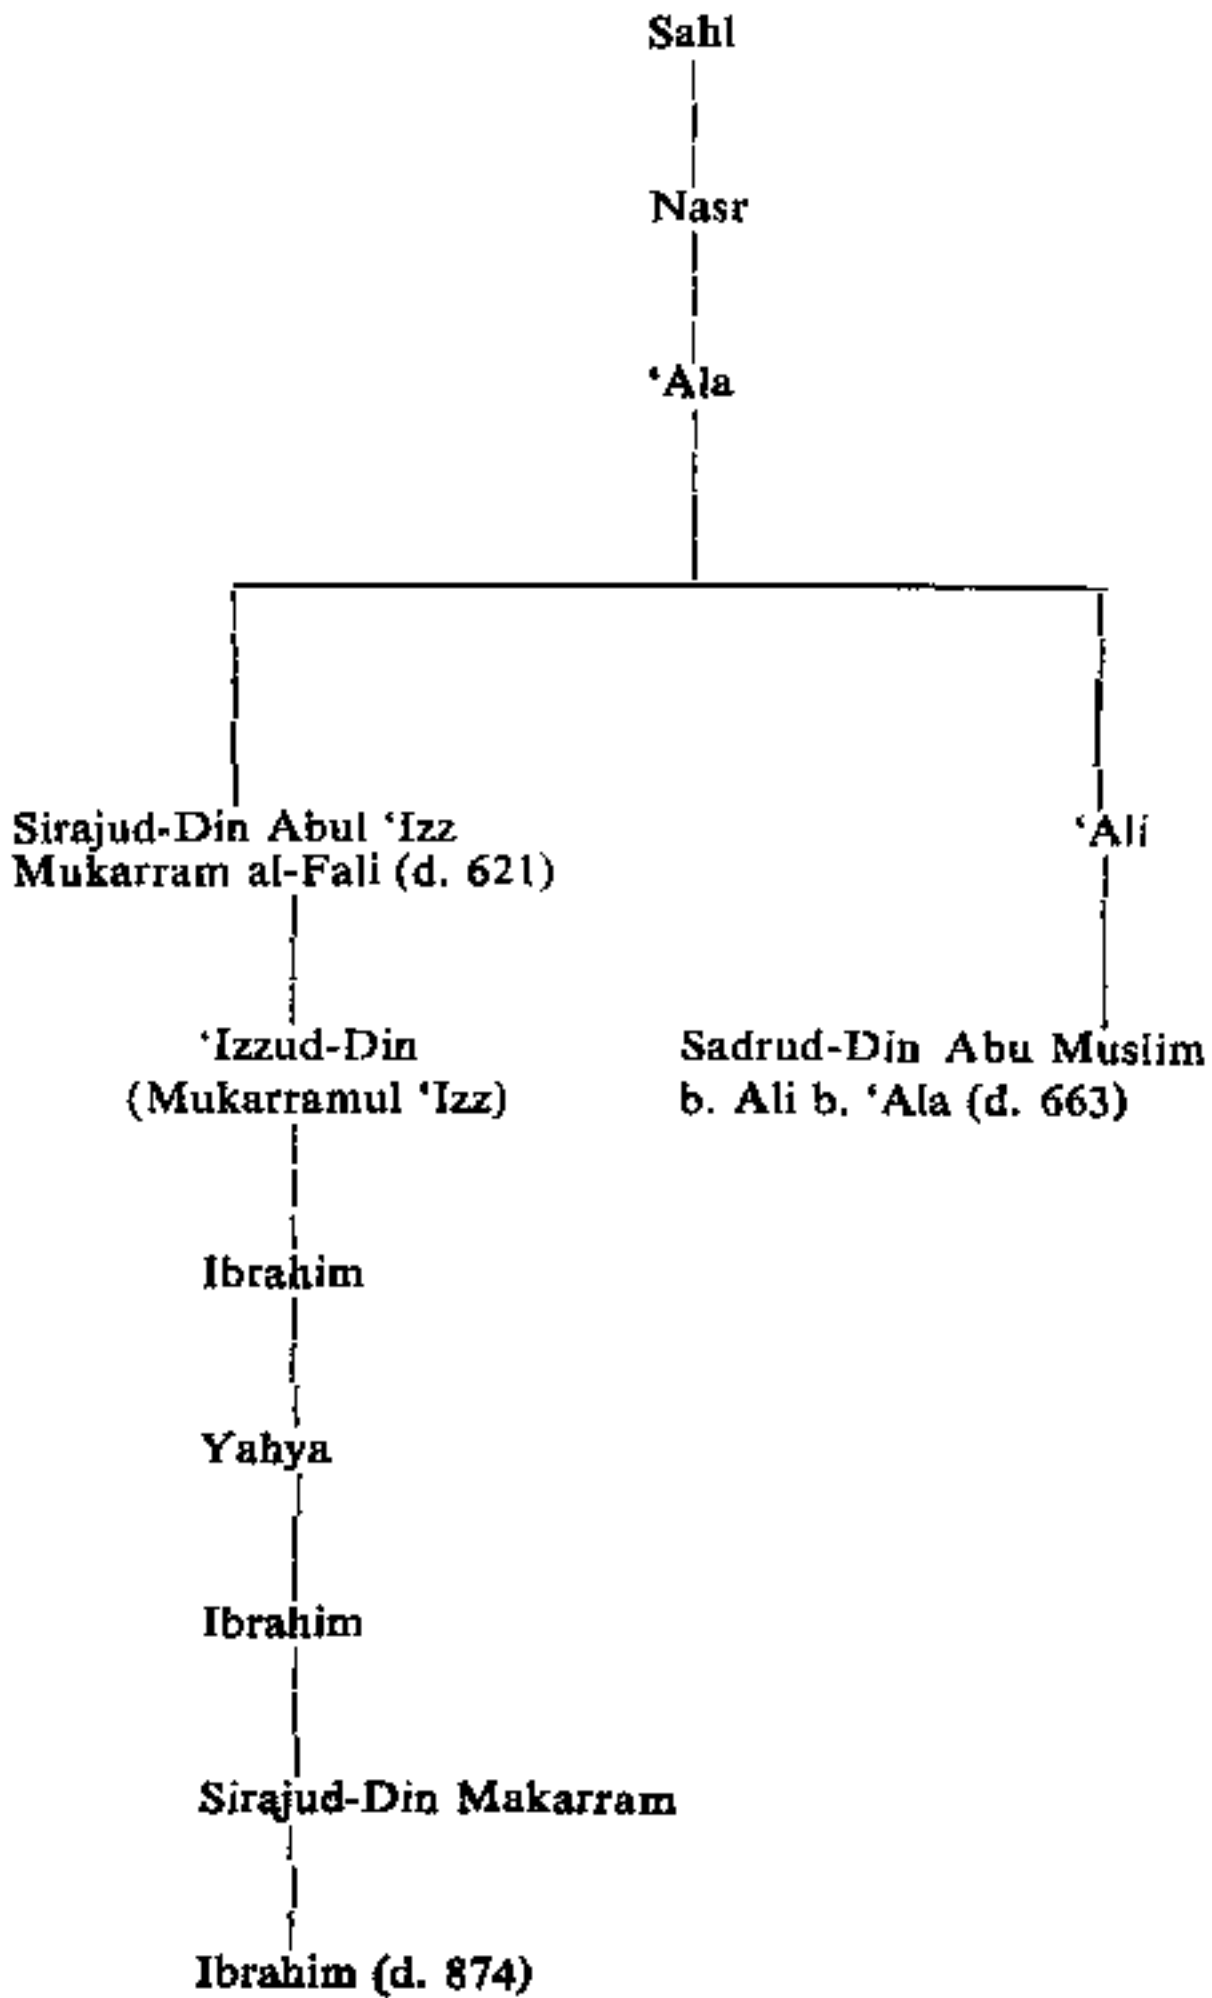 Sahl
Nasr
‘Ala
Sirajud-Din Abul ‘Izz
Mukarram al-Fali (d. 621)
‘Ali
‘Izzud-Din
(Mukarramul ‘Izz)
Sadrud-Din Abu Muslim
b. Ali b. ‘Ala (d. 663)
Ibrahim
Yahya
Ibrahim
Sirajud-Din Makarram
Ibrahim (d. 874)